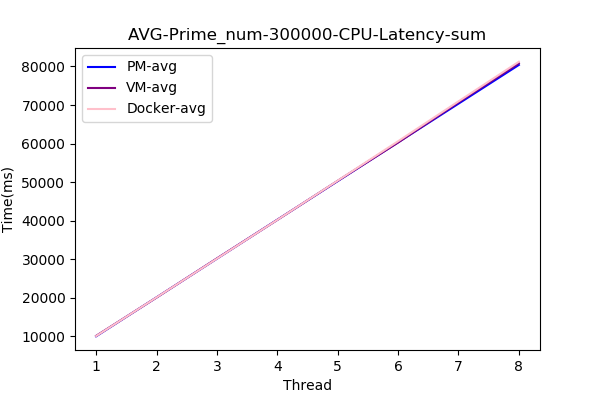 AVG-Prime_num-300000-CPU-Latency-sum
PM-avg
VM-avg
Docker-avg
Time(ms)
80000
70000
60000
50000
40000
30000
20000
10000
1 2 3 4 5 6 7 8
Thread